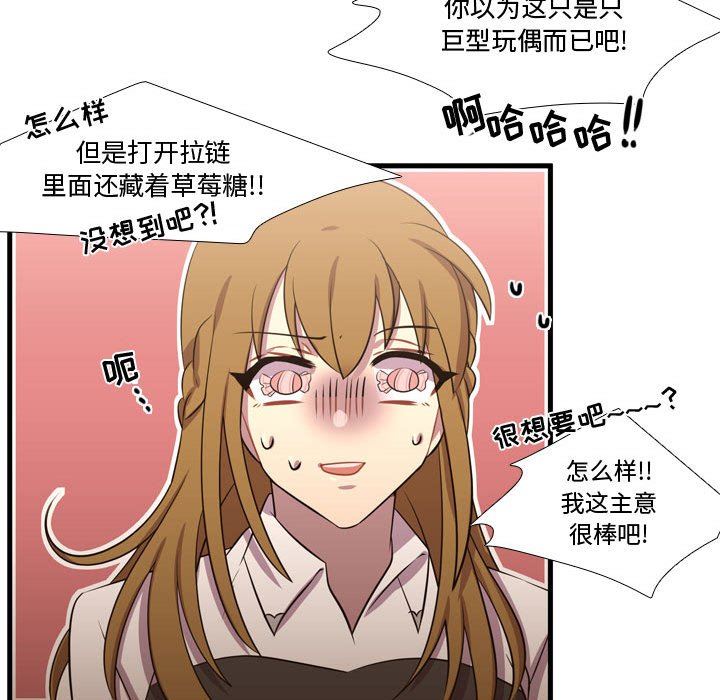 你以为这只是只
巨型玩偶而已吧!
啊哈哈哈!!
怎么样
但是打开拉链
里面还藏着草莓糖!!
没想到吧?!
呃…
很想要吧~~~?
怎么样!!
我这主意
很棒吧!